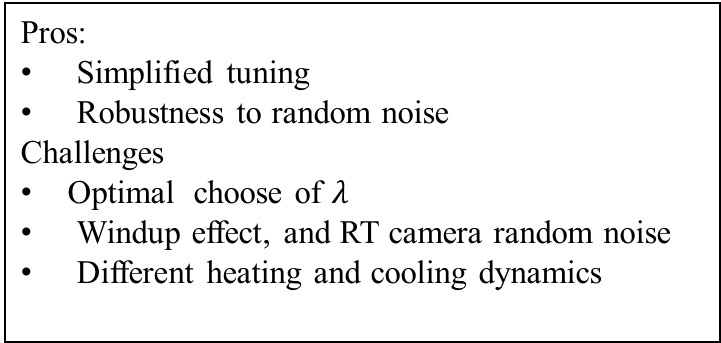 Pros:
• Simplified tuning
• Robustness to random noise
Challenges
• Optimal choose of λ
• Windup effect, and RT camera random noise
• Different heating and cooling dynamics